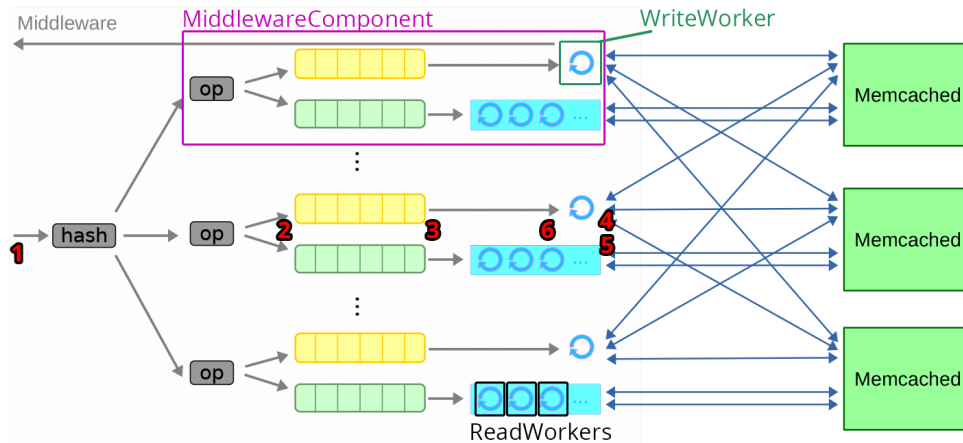 MiddlewareComponent
WriteWorker
Middleware
op
...
Memcached
...
2
3
6
4
1
hash
op
5
...
Memcached
...
op
...
Memcached
ReadWorkers